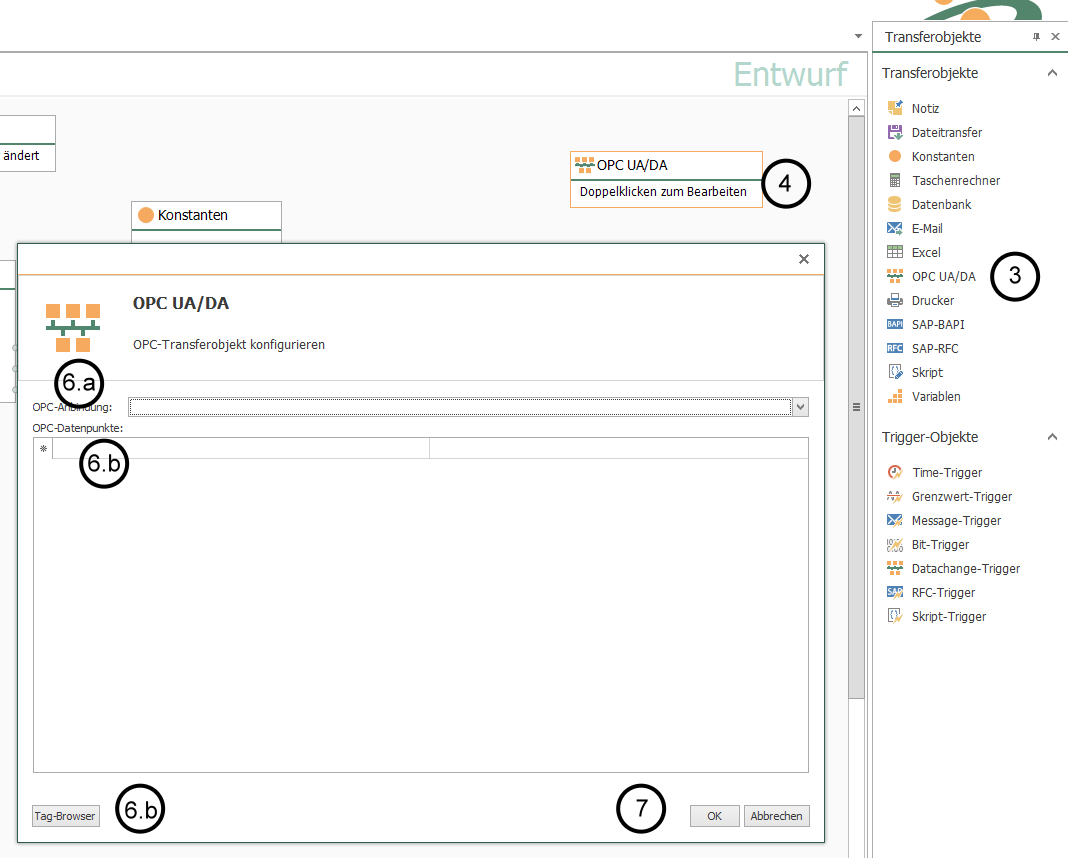 Transferobjekte
Entwurf
Transferobjekte
ändert
OPC UA/DA
Doppelklicken zum Bearbeiten
4
Konstanten
Notiz
Dateitransfer
Konstanten
Taschenrechner
Datenbank
E-Mail
Excel
OPC UA/DA
3
Drucker
SAP-BAPI
SAP-RFC
Skript
Variablen
Trigger-Objekte
Time-Trigger
Grenzwert-Trigger
Message-Trigger
Bit-Trigger
Datachange-Trigger
RFC-Trigger
Skript-Trigger
OPC UA/DA
OPC-Transferobjekt konfigurieren
6.a
OPC-Anbindung:
OPC-Datenpunkte:
6.b
Tag-Browser
6.b
7
OK
Abbrechen
BAPI
RFC
SAP